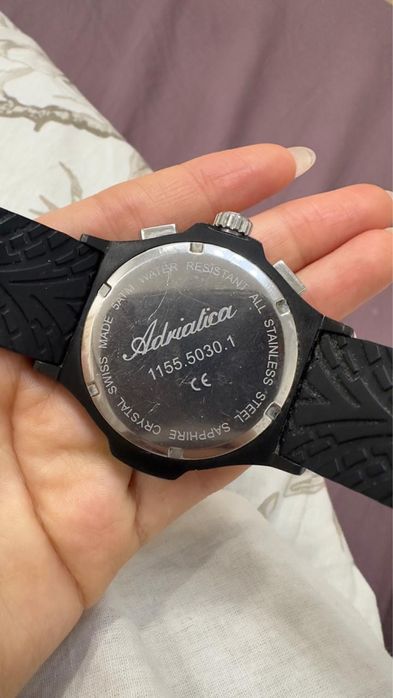 SWISS MADE 5ATM WATER RESISTANT ALL STAINLESS STEEL SAPPHIRE CRYSTAL
Adriatica
1155.5030.1
CE